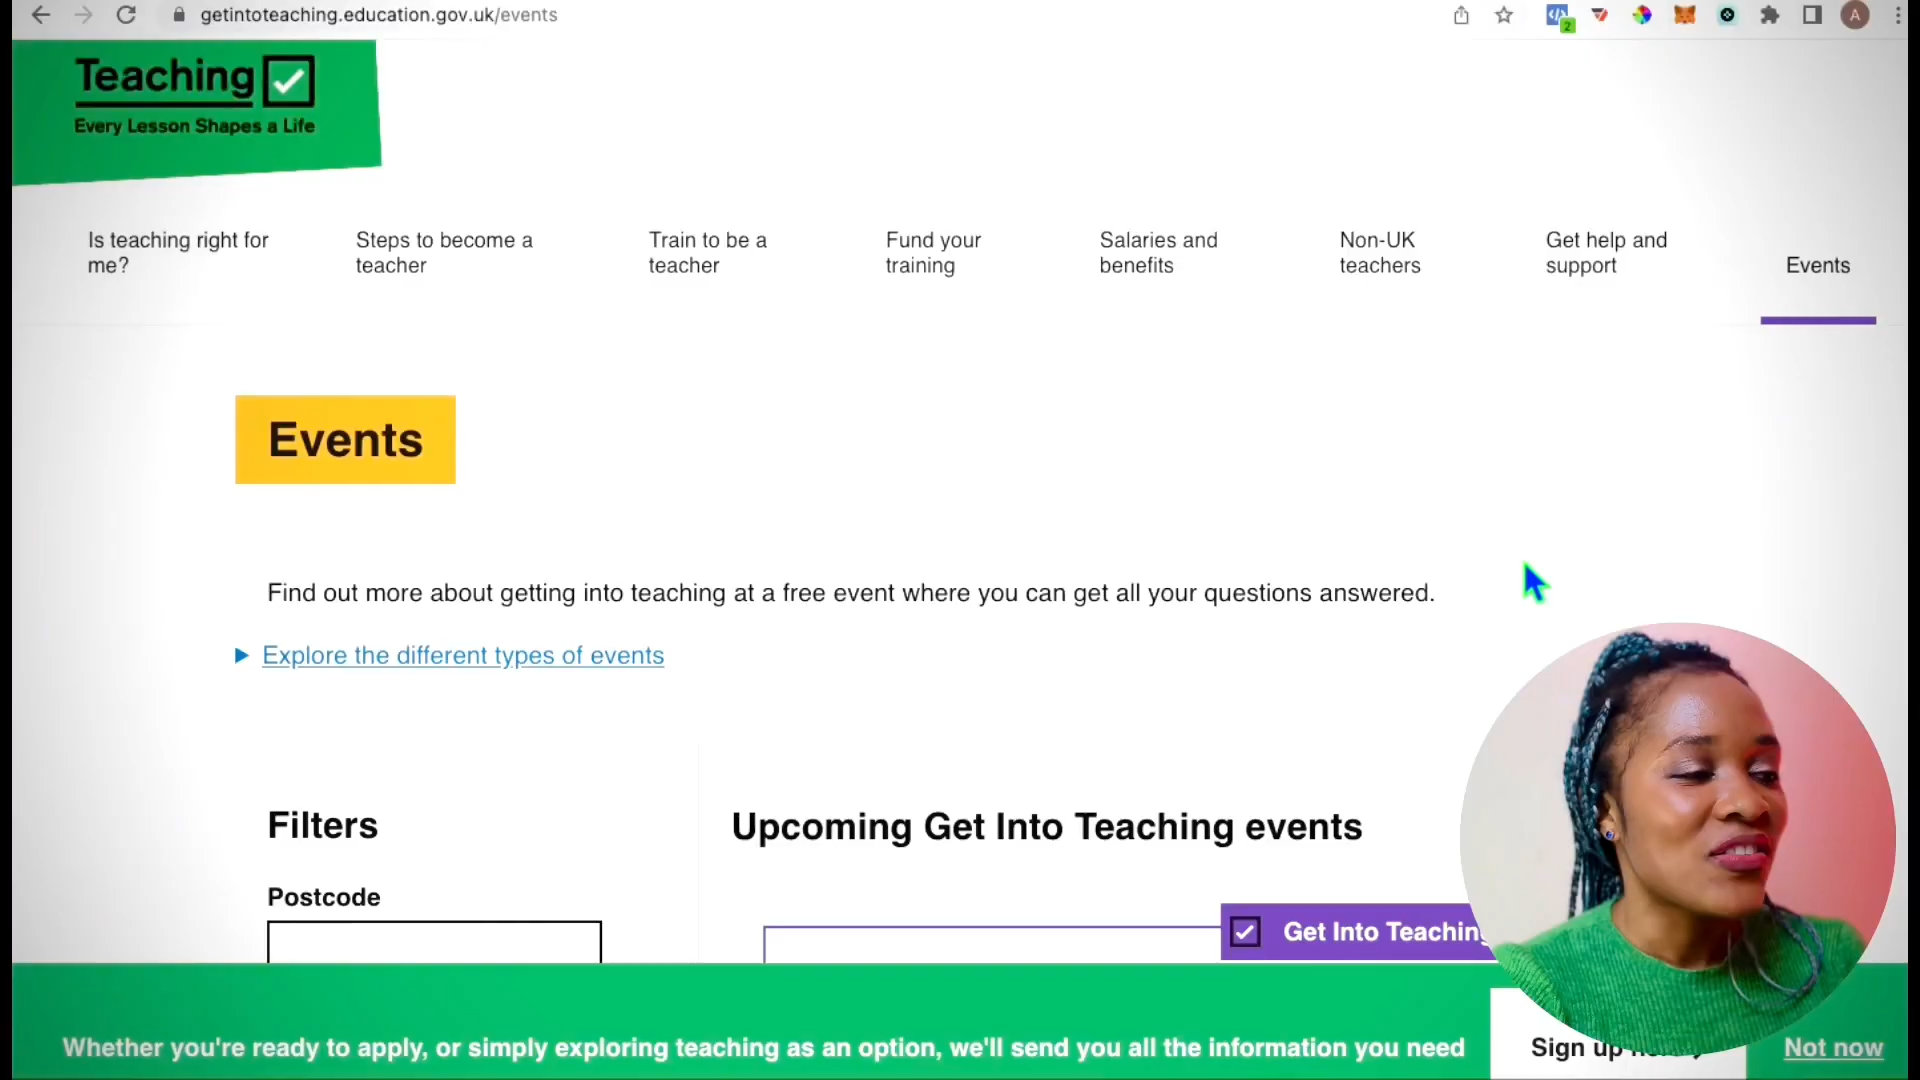 getintoteaching.education.gov.uk/events
2
A
Teaching
Every Lesson Shapes a Life
Is teaching right for me?
Steps to become a teacher
Train to be a teacher
Fund your training
Salaries and benefits
Non-UK teachers
Get help and support
Events
Events
Find out more about getting into teaching at a free event where you can get all your questions answered.
Explore the different types of events
Filters
Upcoming Get Into Teaching events
Postcode
Get Into Teaching
Whether you're ready to apply, or simply exploring teaching as an option, we'll send you all the information you need
Sign up
Not now